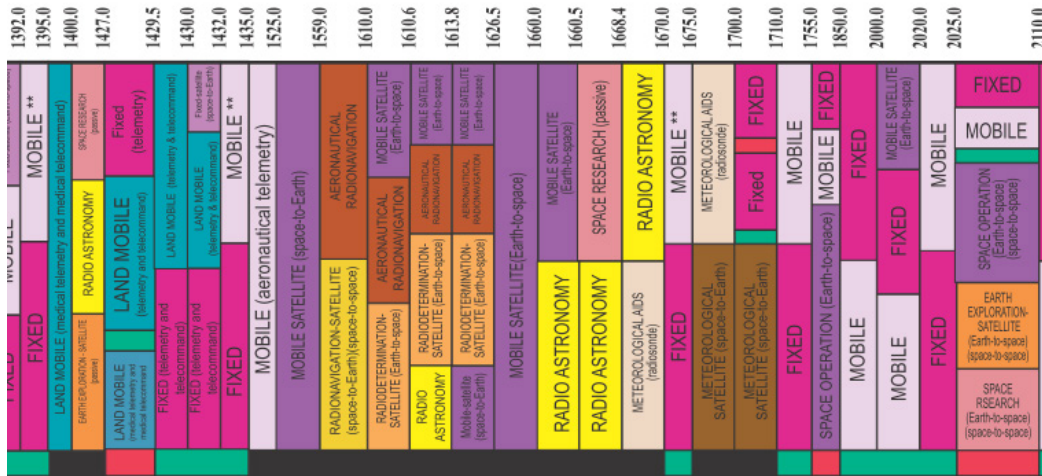 1392.0
1395.0
1400.0
1427.0
1429.5
1430.0
1432.0
1435.0
1525.0
1559.0
1610.0
1610.6
1613.8
1626.5
1660.0
1660.5
1668.4
1670.0
1675.0
1700.0
1710.0
1755.0
1850.0
2000.0
2020.0
2025.0
2110.0
MOBILE
FIXED
MOBILE **
FIXED
LAND MOBILE (medical telemetry and medical telecommand)
SPACE RESEARCH
(passive)
RADIO ASTRONOMY
EARTH EXPLORATION - SATELLITE
(passive)
Fixed
(telemetry)
LAND MOBILE
(telemetry and telecommand)
LAND MOBILE
(medical telemetry and
medical telecommand
LAND MOBILE (telemetry & telecommand)
FIXED (telemetry and
telecommand)
Fixed-satellite
(space-to-Earth)
LAND MOBILE
(telemetry & telecommand)
FIXED (telemetry and
telecommand)
MOBILE **
FIXED
MOBILE (aeronautical telemetry)
MOBILE SATELLITE (space-to-Earth)
AERONAUTICAL
RADIONAVIGATION
RADIONAVIGATION-SATELLITE
(space-to-Earth)(space-to-space)
MOBILE SATELLITE
(Earth-to-space)
AERONAUTICAL
RADIONAVIGATION
RADIODETERMINATION-
SATELLITE (Earth-to-space)
MOBILE SATELLITE
(Earth-to-space)
AERONAUTICAL
RADIONAVIGATION
RADIODETERMINATION-
SATELLITE (Earth-to-space)
RADIO
ASTRONOMY
MOBILE SATELLITE
(Earth-to-space)
AERONAUTICAL
RADIONAVIGATION
RADIODETERMINATION-
SATELLITE (Earth-to-space)
Mobile-satellite
(space-to-Earth)
MOBILE SATELLITE(Earth-to-space)
MOBILE SATELLITE
(Earth-to-space)
RADIO ASTRONOMY
SPACE RESEARCH (passive)
RADIO ASTRONOMY
RADIO ASTRONOMY
METEOROLOGICAL AIDS
(radiosonde)
MOBILE **
FIXED
METEOROLOGICAL AIDS
(radiosonde)
METEOROLOGICAL
SATELLITE (space-to-Earth)
FIXED
Fixed
METEOROLOGICAL
SATELLITE (space-to-Earth)
MOBILE
FIXED
FIXED
MOBILE
SPACE OPERATION (Earth-to-space)
FIXED
MOBILE
MOBILE SATELLITE
(Earth-to-space)
FIXED
MOBILE
MOBILE
FIXED
FIXED
MOBILE
SPACE OPERATION
(Earth-to-space)
(space-to-space)
EARTH
EXPLORATION-
SATELLITE
(Earth-to-space)
(space-to-space)
SPACE
RSEARCH
(Earth-to-space)
(space-to-space)